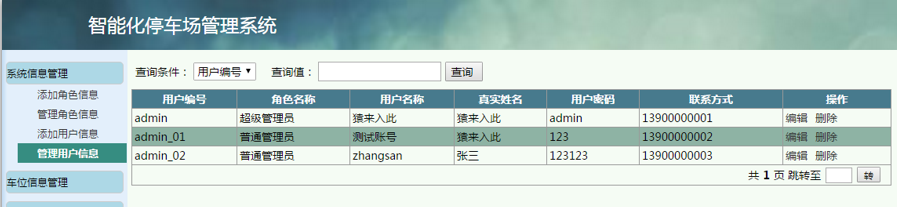 智能化停车场管理系统
系统信息管理
添加角色信息
管理角色信息
添加用户信息
管理用户信息
车位信息管理
查询条件： 用户编号 ▼ 查询值： 查询
用户编号 角色名称 用户名称 真实姓名 用户密码 联系方式 操作
admin 超级管理员 猿来入此 猿来入此 admin 13900000001 编辑 删除
admin_01 普通管理员 测试账号 猿来入此 123 13900000002 编辑 删除
admin_02 普通管理员 zhangsan 张三 123123 13900000003 编辑 删除
共 1 页 跳转至 转